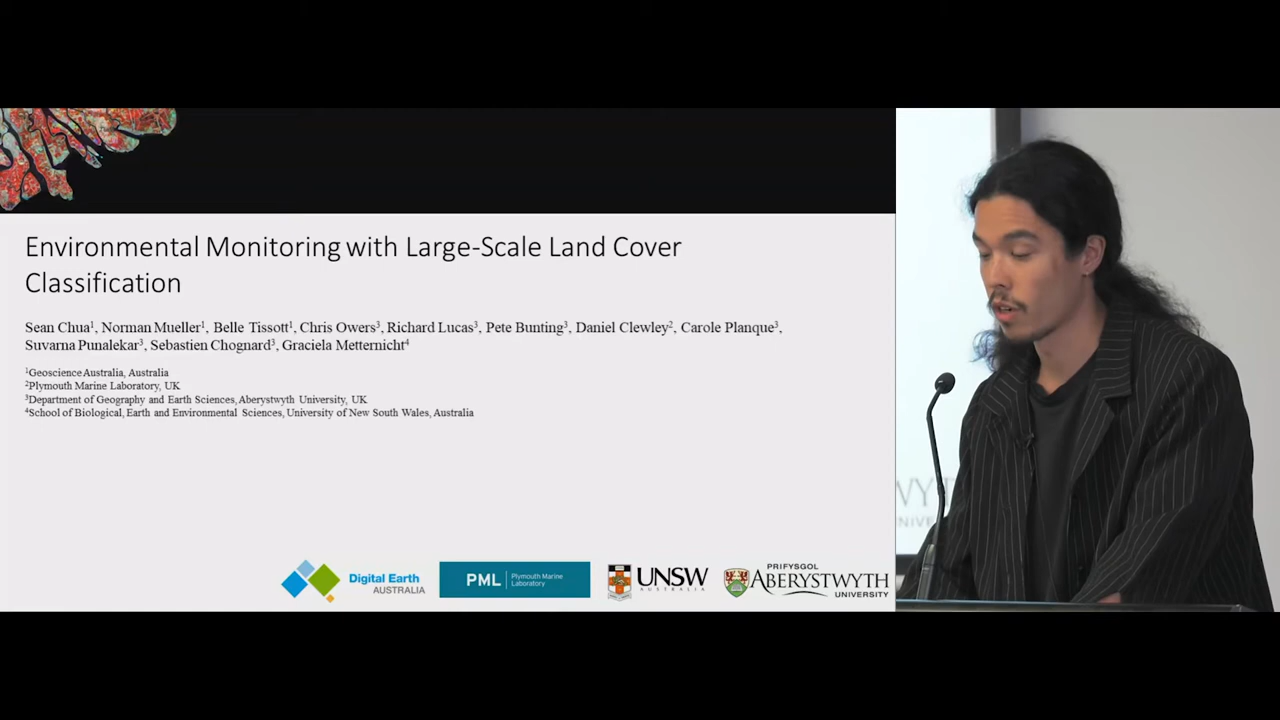 Environmental Monitoring with Large-Scale Land Cover
Classification
Sean Chua¹, Norman Mueller¹, Belle Tissott¹, Chris Owers³, Richard Lucas³, Pete Bunting³, Daniel Clewley², Carole Planque³,
Suvarna Punalekar³, Sebastien Chognard³, Graciela Metternicht⁴
¹Geoscience Australia, Australia
²Plymouth Marine Laboratory, UK
³Department of Geography and Earth Sciences, Aberystwyth University, UK
⁴School of Biological, Earth and Environmental Sciences, University of New South Wales, Australia
Digital Earth
AUSTRALIA
PML
Plymouth Marine
Laboratory
UNSW
AUSTRALIA
PRIFYSGOL
ABERYSTWYTH
UNIVERSITY